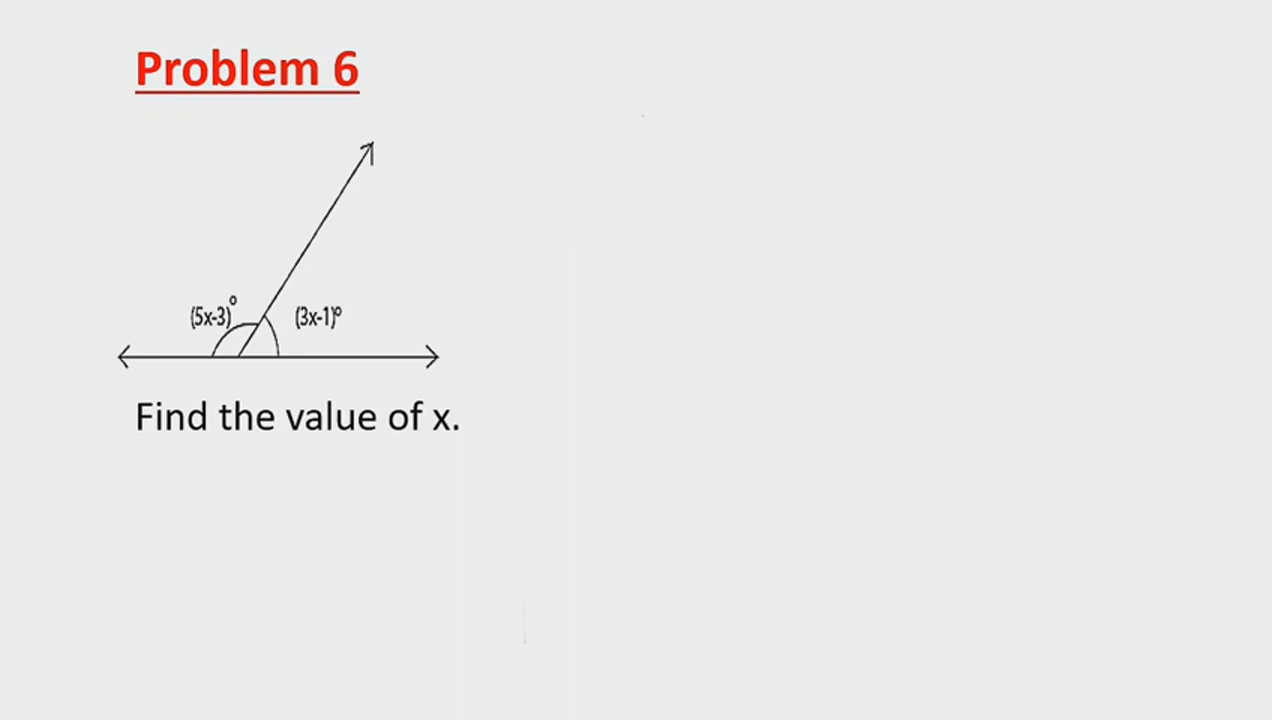 Problem 6
(5x-3)° (3x-1)°
Find the value of x.